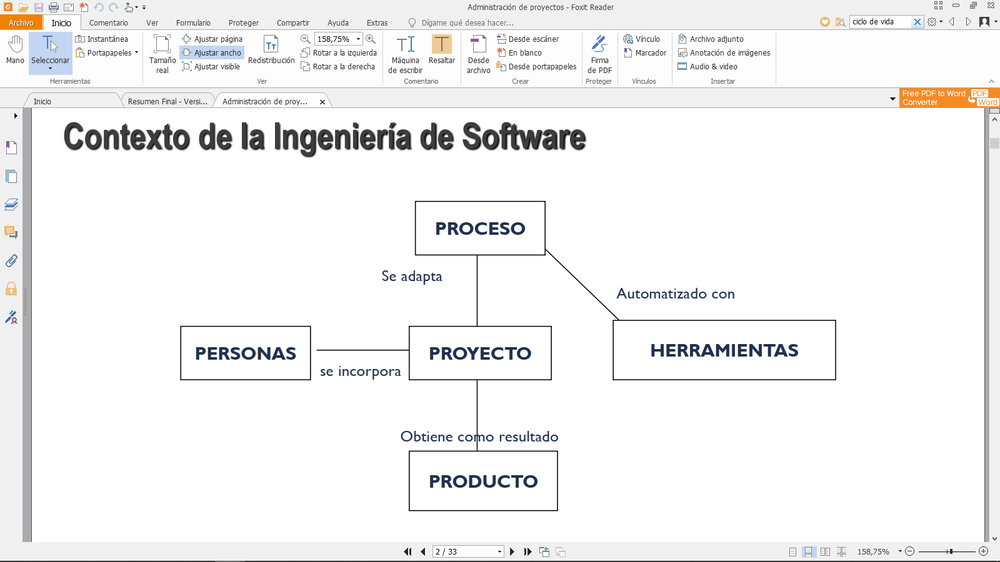 Administración de proyectos - Foxit Reader
Archivo Inicio Comentario Ver Formulario Proteger Compartir Ayuda Extras Dígame qué desea hacer... ciclo de vida
Mano
Seleccionar
Instantánea
Portapapeles
Herramientas
Tamaño
real
Ajustar página
Ajustar ancho
Ajustar visible
Redistribución
158,75%
Rotar a la izquierda
Rotar a la derecha
Ver
Máquina
de escribir
Resaltar
Comentario
Desde
archivo
Desde escáner
En blanco
Desde portapapeles
Crear
Firma
de PDF
Proteger
Vínculo
Marcador
Vínculos
Archivo adjunto
Anotación de imágenes
Audio & video
Insertar
Inicio
Resumen Final - Versi...
Administración de proy...
Free PDF to Word
Converter
PDF
Word
Contexto de la Ingeniería de Software
PROCESO
Se adapta
Automatizado con
PERSONAS
se incorpora
PROYECTO
HERRAMIENTAS
Obtiene como resultado
PRODUCTO
2 / 33
158,75%